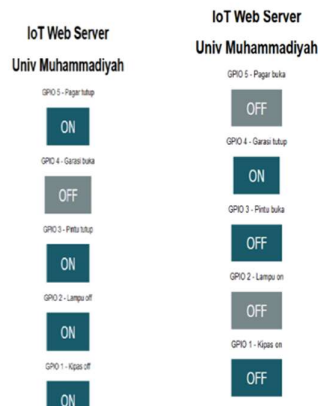 IoT Web Server
Univ Muhammadiyah
GPIO 5 - Pagar tutup
ON
GPIO 4 - Garasi buka
OFF
GPIO 3 - Pintu tutup
ON
GPIO 2 - Lampu off
ON
GPIO 1 - Kipas off
ON
IoT Web Server
Univ Muhammadiyah
GPIO 5 - Pagar buka
OFF
GPIO 4 - Garasi tutup
ON
GPIO 3 - Pintu buka
OFF
GPIO 2 - Lampu on
OFF
GPIO 1 - Kipas on
OFF